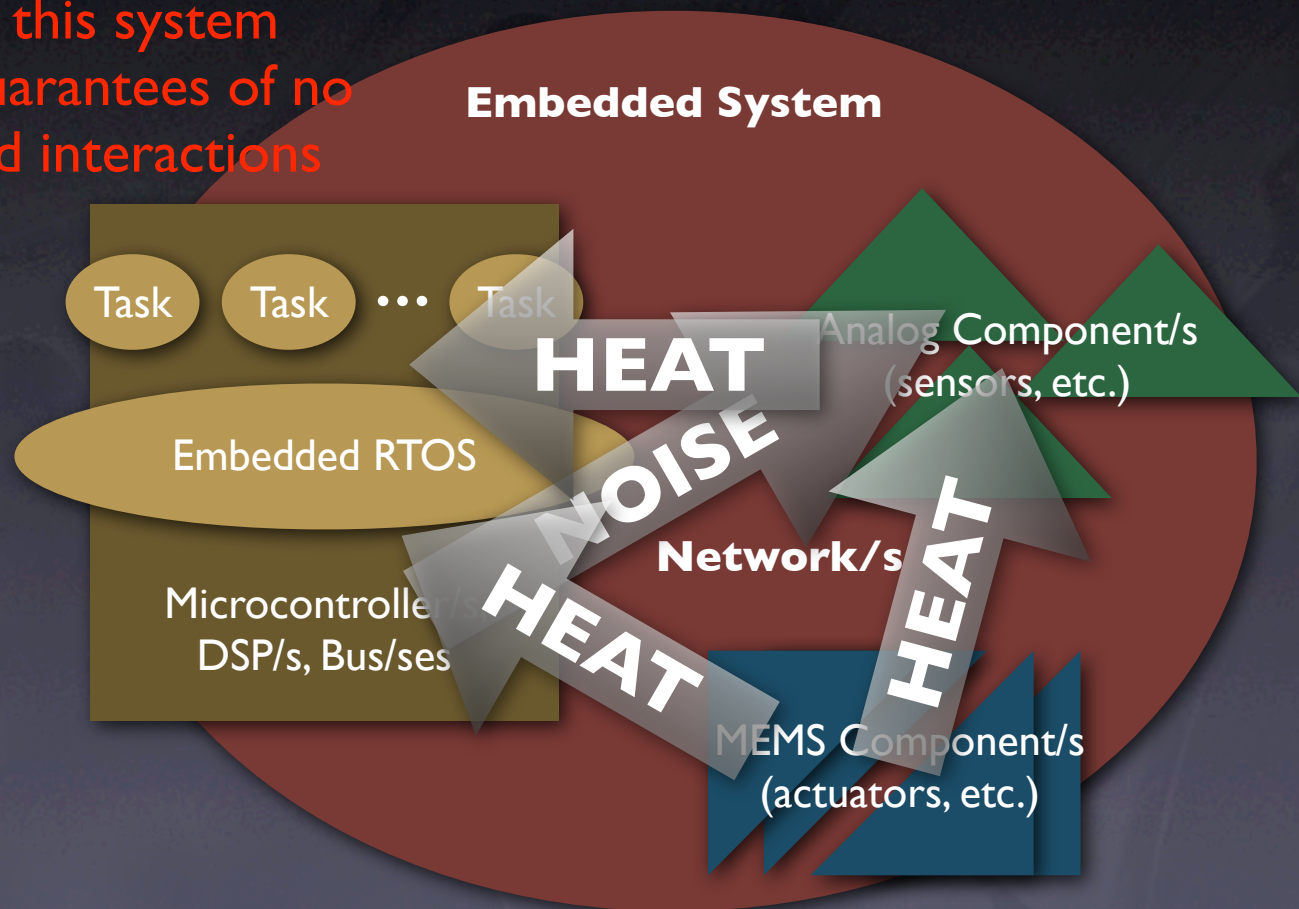 this system
uarantees of no
d interactions
Embedded System
Task Task ... Task
HEAT
Analog Component/s
(sensors, etc.)
Embedded RTOS
NOISE
Network/s
HEAT
Microcontroller/s,
DSP/s, Bus/ses
HEAT
MEMS Component/s
(actuators, etc.)